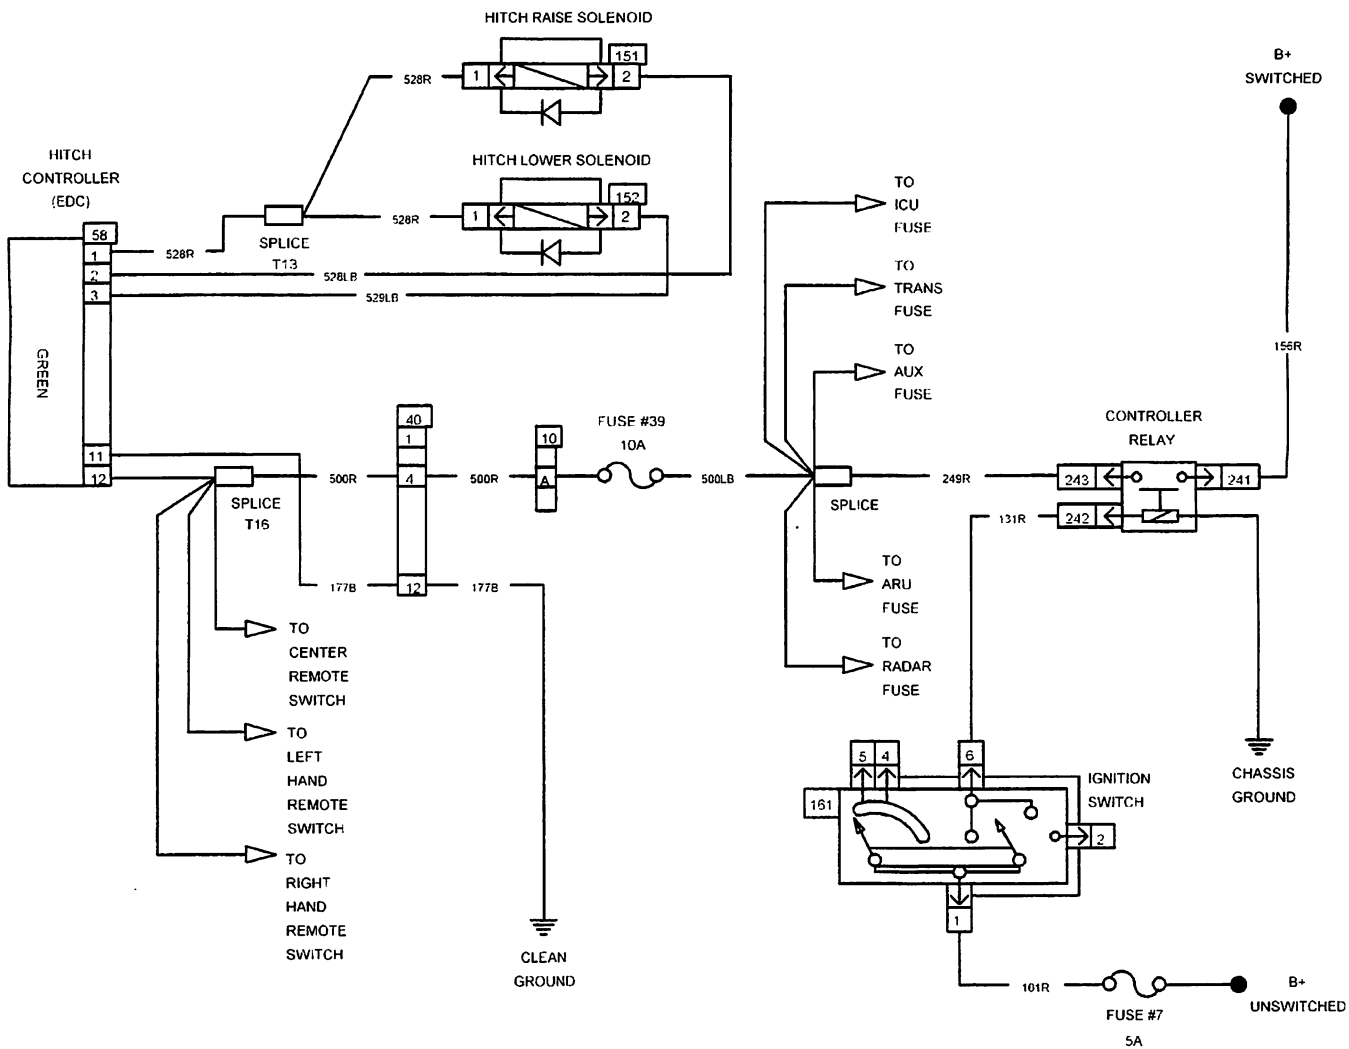 HITCH RAISE SOLENOID
151
528R
1
2
B+
SWITCHED
HITCH
CONTROLLER
(EDC)
HITCH LOWER SOLENOID
152
528R
1
2
58
1
528R
SPLICE
T13
2
528LB
3
529LB
GREEN
11
12
TO
ICU
FUSE
TO
TRANS
FUSE
TO
AUX
FUSE
156R
CONTROLLER
RELAY
40
1
4
12
10
A
FUSE #39
10A
SPLICE
T16
500R
500R
500LB
SPLICE
249R
243
241
131R
242
177B
177B
TO
ARU
FUSE
TO
RADAR
FUSE
TO
CENTER
REMOTE
SWITCH
TO
LEFT
HAND
REMOTE
SWITCH
TO
RIGHT
HAND
REMOTE
SWITCH
CLEAN
GROUND
CHASSIS
GROUND
5
4
6
IGNITION
SWITCH
161
2
1
101R
FUSE #7
5A
B+
UNSWITCHED